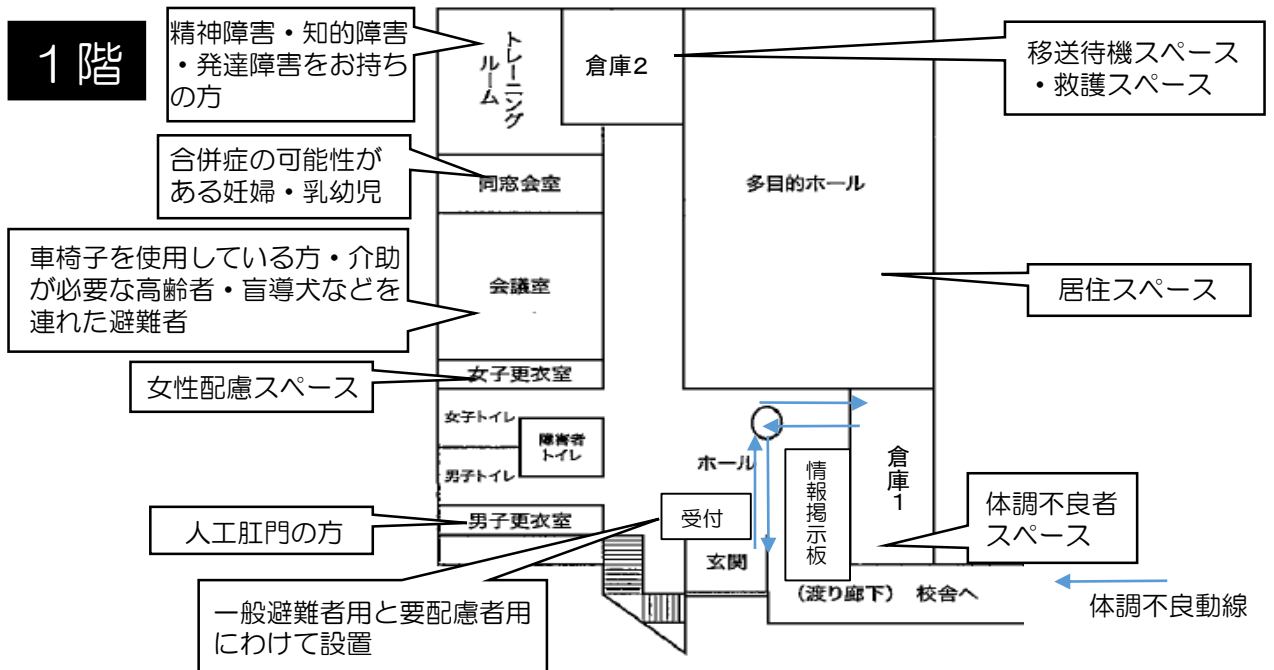 １階
精神障害・知的障害
・発達障害をお持ち
の方
トレーニング
ルーム
倉庫2
移送待機スペース
・救護スペース
合併症の可能性が
ある妊婦・乳幼児
同窓会室
多目的ホール
車椅子を使用している方・介助
が必要な高齢者・盲導犬などを
連れた避難者
会議室
居住スペース
女性配慮スペース
女子更衣室
女子トイレ
障害者
トイレ
男子トイレ
ホール
情報掲示板
倉庫1
体調不良者
スペース
人工肛門の方
男子更衣室
受付
玄関
(渡り廊下) 校舎へ
体調不良動線
一般避難者用と要配慮者用
にわけて設置